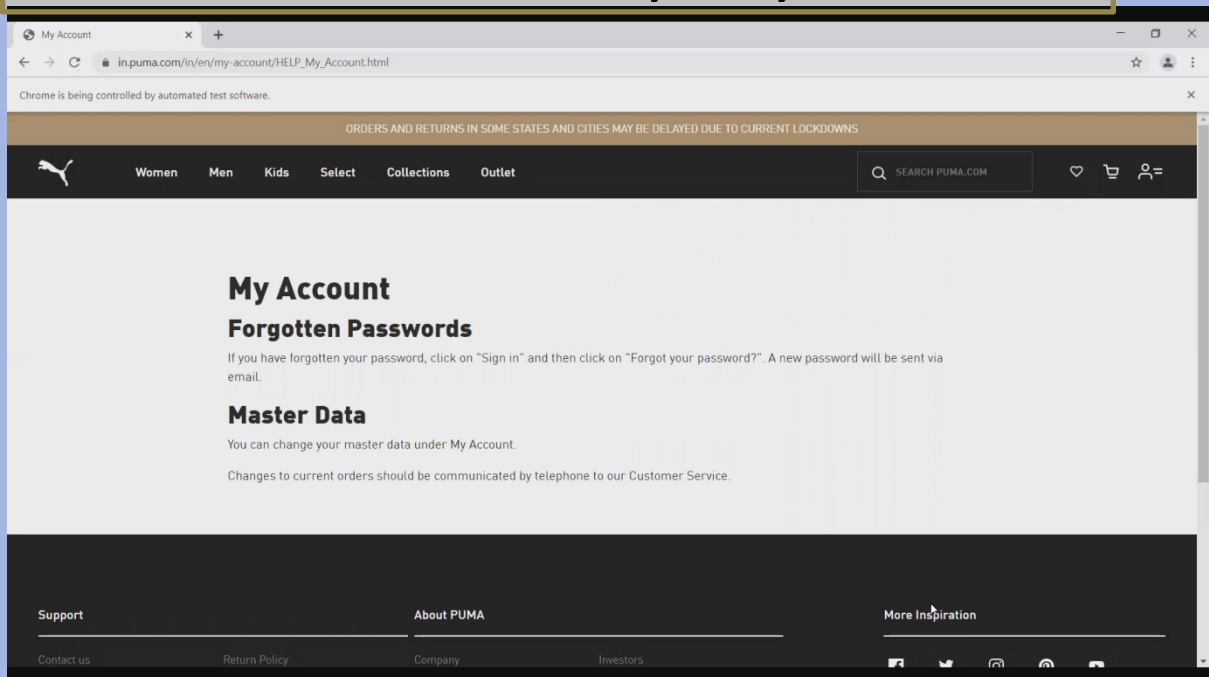 My Account
in.puma.com/in/en/my-account/HELP_My_Account.html
Chrome is being controlled by automated test software.
ORDERS AND RETURNS IN SOME STATES AND CITIES MAY BE DELAYED DUE TO CURRENT LOCKDOWNS
Women Men Kids Select Collections Outlet SEARCH PUMA.COM
My Account
Forgotten Passwords
If you have forgotten your password, click on "Sign in" and then click on "Forgot your password?". A new password will be sent via
email.
Master Data
You can change your master data under My Account.
Changes to current orders should be communicated by telephone to our Customer Service.
Support About PUMA More Inspiration
Contact us Return Policy Company Investors